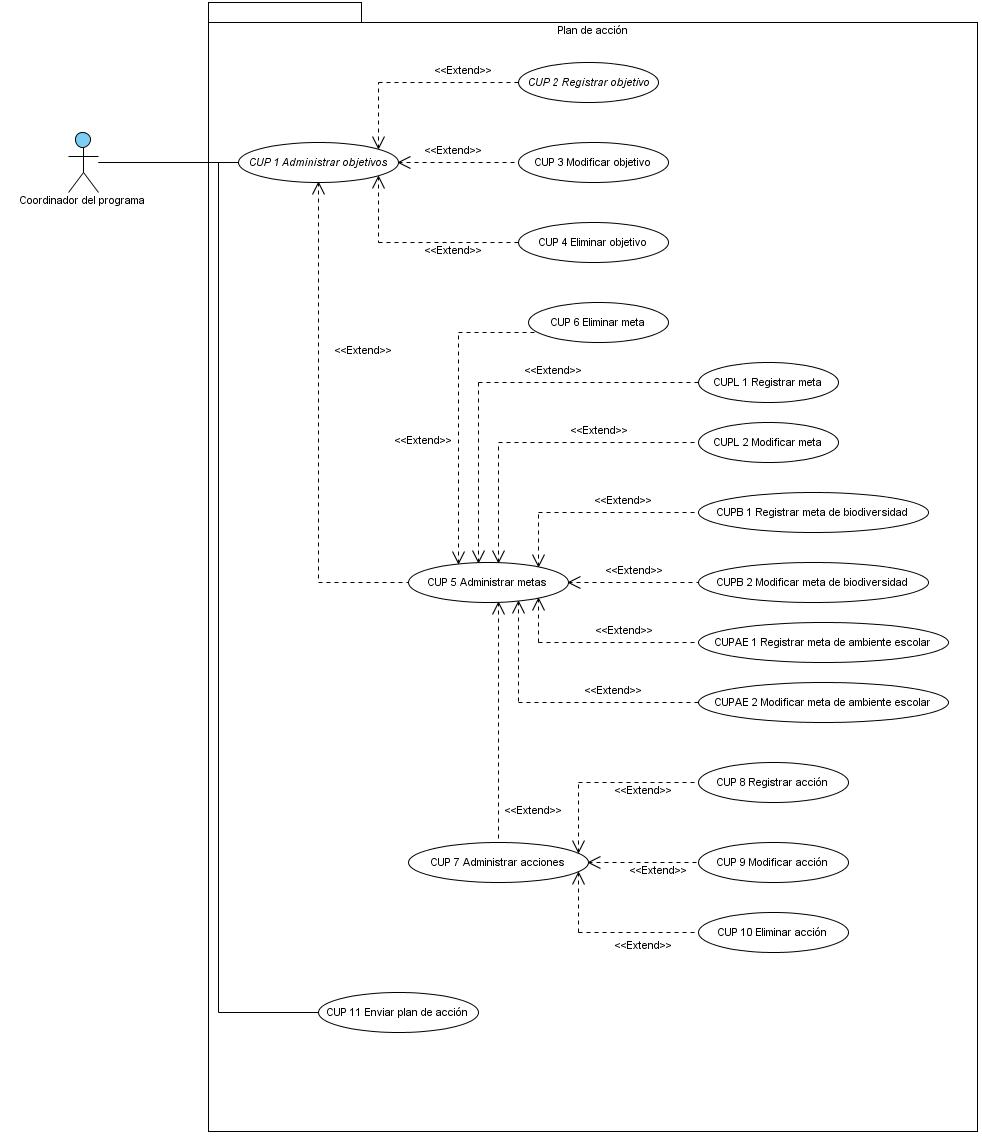 Plan de acción
<<Extend>>
CUP 2 Registrar objetivo
<<Extend>>
CUP 1 Administrar objetivos
CUP 3 Modificar objetivo
Coordinador del programa
CUP 4 Eliminar objetivo
<<Extend>>
CUP 6 Eliminar meta
<<Extend>>
<<Extend>>
CUPL 1 Registrar meta
<<Extend>>
<<Extend>>
CUPL 2 Modificar meta
<<Extend>>
CUPB 1 Registrar meta de biodiversidad
<<Extend>>
CUP 5 Administrar metas
CUPB 2 Modificar meta de biodiversidad
<<Extend>>
CUPAE 1 Registrar meta de ambiente escolar
<<Extend>>
CUPAE 2 Modificar meta de ambiente escolar
CUP 8 Registrar acción
<<Extend>>
<<Extend>>
CUP 7 Administrar acciones
CUP 9 Modificar acción
<<Extend>>
CUP 10 Eliminar acción
<<Extend>>
CUP 11 Enviar plan de acción